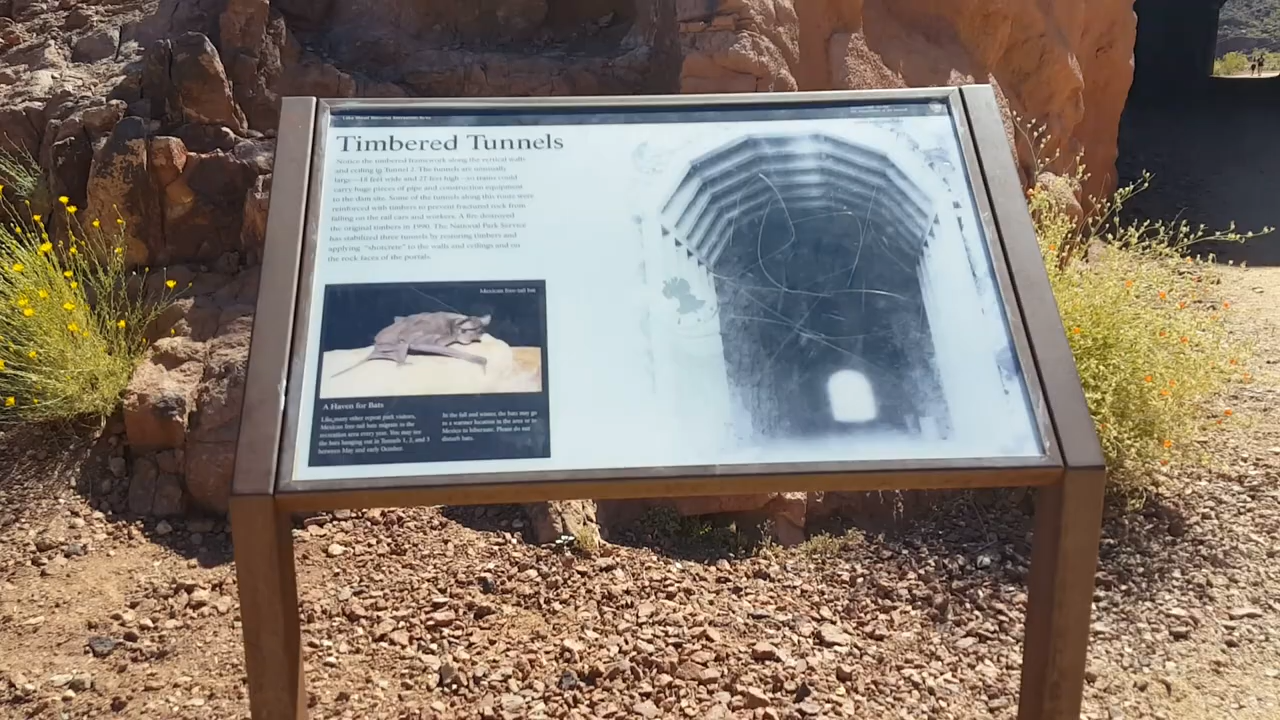 Lake Mead National Recreation Area
Timbered Tunnels
Notice the timbered framework along the vertical walls
and ceiling in Tunnel 2. The tunnels are unusually
large—18 feet wide and 27 feet high—so trains could
carry huge pieces of pipe and construction equipment
to the dam site. Some of the tunnels along this route were
reinforced with timbers to prevent fractured rock from
falling on the rail cars and workers. A fire destroyed
the original timbers in 1990. The National Park Service
has stabilized three tunnels by restoring timbers and
applying "shotcrete" to the walls and ceilings and on
the rock faces of the portals.
Mexican free-tail bat
A Haven for Bats
Like many other repeat park visitors,
Mexican free-tail bats migrate to the
recreation area every year. You may see
the bats hanging out in Tunnels 1, 2, and 3
between May and early October.
In the fall and winter, the bats may go
to a warmer location in the area or to
Mexico to hibernate. Please do not
disturb bats.